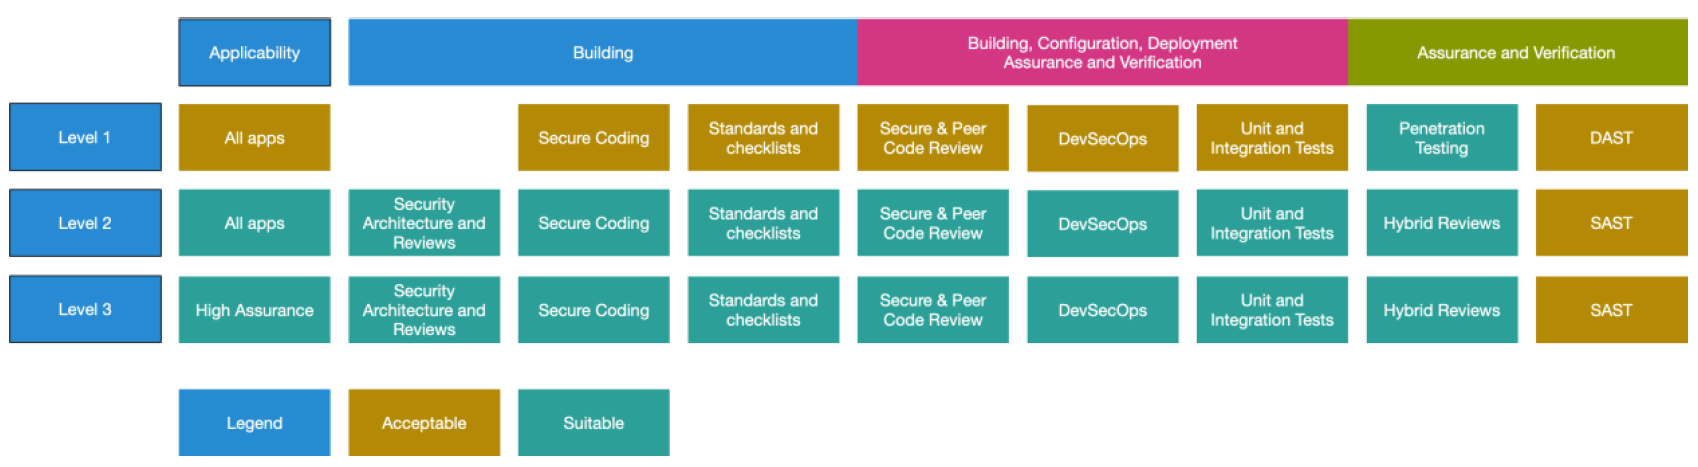 Applicability
Building
Building, Configuration, Deployment
Assurance and Verification
Assurance and Verification
Level 1
All apps
Secure Coding
Standards and
checklists
Secure & Peer
Code Review
DevSecOps
Unit and
Integration Tests
Penetration
Testing
DAST
Level 2
All apps
Security
Architecture and
Reviews
Secure Coding
Standards and
checklists
Secure & Peer
Code Review
DevSecOps
Unit and
Integration Tests
Hybrid Reviews
SAST
Level 3
High Assurance
Security
Architecture and
Reviews
Secure Coding
Standards and
checklists
Secure & Peer
Code Review
DevSecOps
Unit and
Integration Tests
Hybrid Reviews
SAST
Legend
Acceptable
Suitable